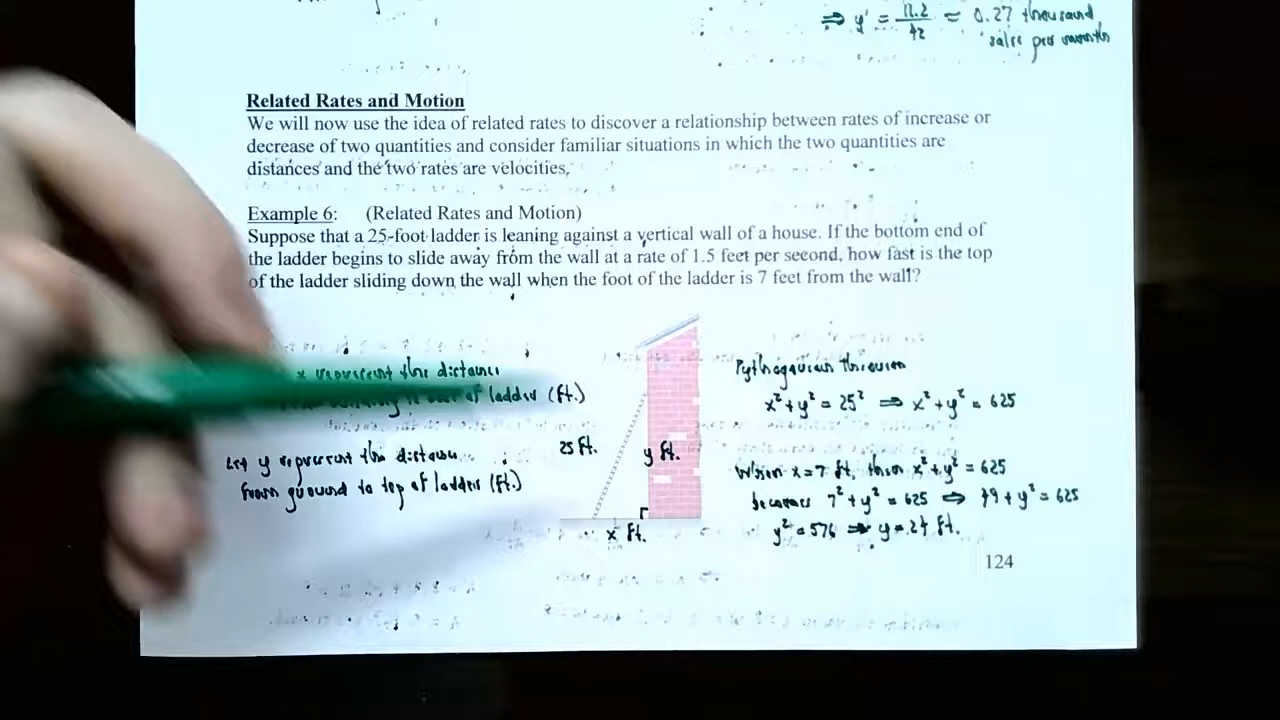 ⇒ y' = 11.2/42 ≈ 0.27 thousand
sales per month
Related Rates and Motion
We will now use the idea of related rates to discover a relationship between rates of increase or
decrease of two quantities and consider familiar situations in which the two quantities are
distances and the two rates are velocities.
Example 6: (Related Rates and Motion)
Suppose that a 25-foot ladder is leaning against a vertical wall of a house. If the bottom end of
the ladder begins to slide away from the wall at a rate of 1.5 feet per second, how fast is the top
of the ladder sliding down the wall when the foot of the ladder is 7 feet from the wall?
x represent the distance
of ladder (ft.)
Let y represent the distance
from ground to top of ladder (ft.)
25 ft.
y ft.
x ft.
Pythagorean Theorem
x² + y² = 25² ⇒ x² + y² = 625
When x = 7 ft, then x² + y² = 625
becomes 7² + y² = 625 ⇒ 49 + y² = 625
y² = 576 ⇒ y = 24 ft.
124